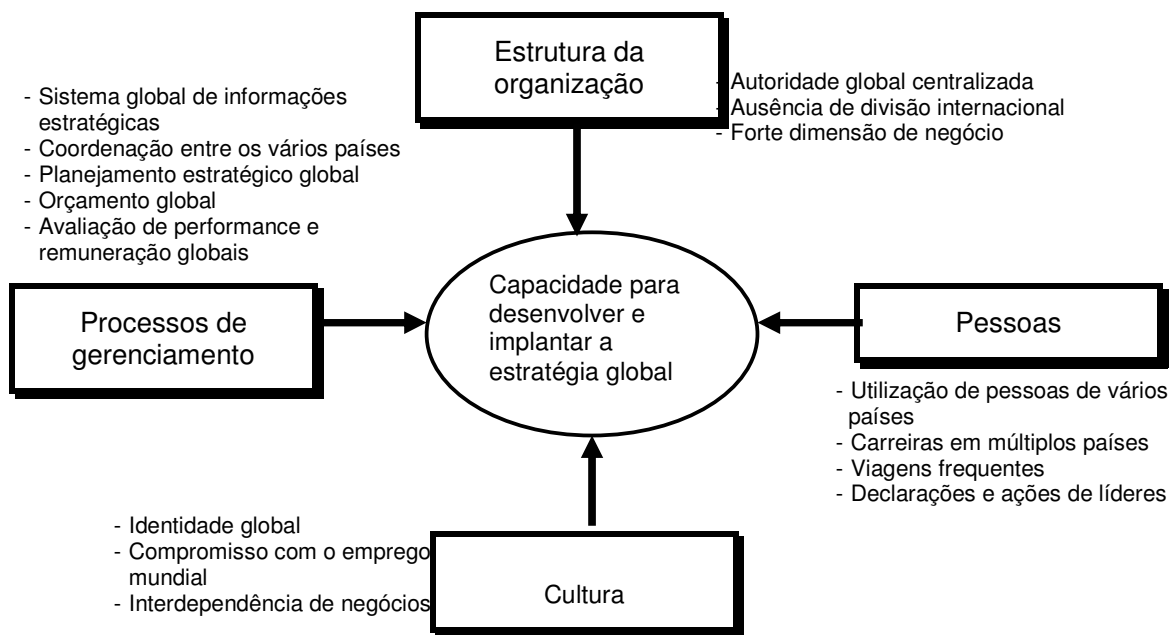 Estrutura da
organização
- Autoridade global centralizada
- Ausência de divisão internacional
- Forte dimensão de negócio
- Sistema global de informações
estratégicas
- Coordenação entre os vários países
- Planejamento estratégico global
- Orçamento global
- Avaliação de performance e
remuneração globais
Processos de
gerenciamento
Capacidade para
desenvolver e
implantar a
estratégia global
Pessoas
- Utilização de pessoas de vários
países
- Carreiras em múltiplos países
- Viagens frequentes
- Declarações e ações de líderes
- Identidade global
- Compromisso com o emprego
mundial
- Interdependência de negócios
Cultura